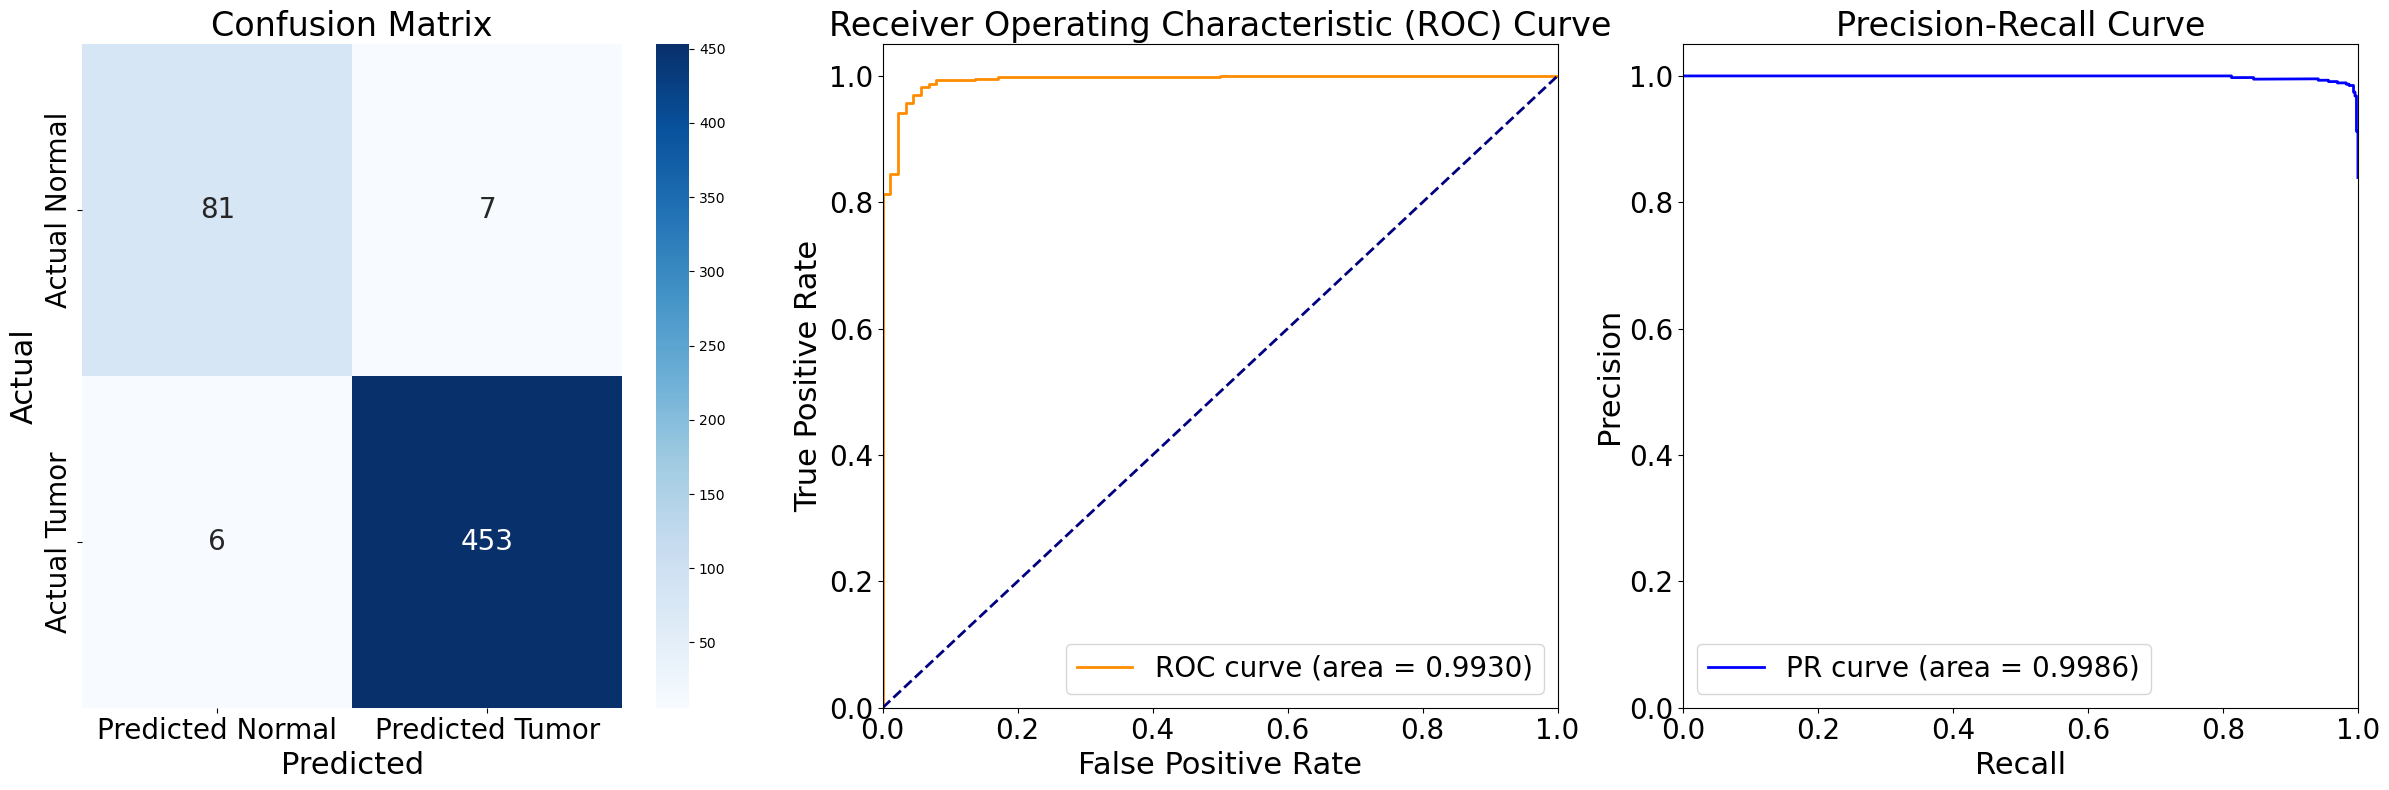 Confusion Matrix
Actual
Actual Normal
Actual Tumor
81
7
6
453
Predicted Normal
Predicted Tumor
Predicted
450
400
350
300
250
200
150
100
50
Receiver Operating Characteristic (ROC) Curve
True Positive Rate
1.0
0.8
0.6
0.4
0.2
0.0
ROC curve (area = 0.9930)
0.0 0.2 0.4 0.6 0.8 1.0
False Positive Rate
Precision-Recall Curve
Precision
1.0
0.8
0.6
0.4
0.2
0.0
PR curve (area = 0.9986)
0.0 0.2 0.4 0.6 0.8 1.0
Recall